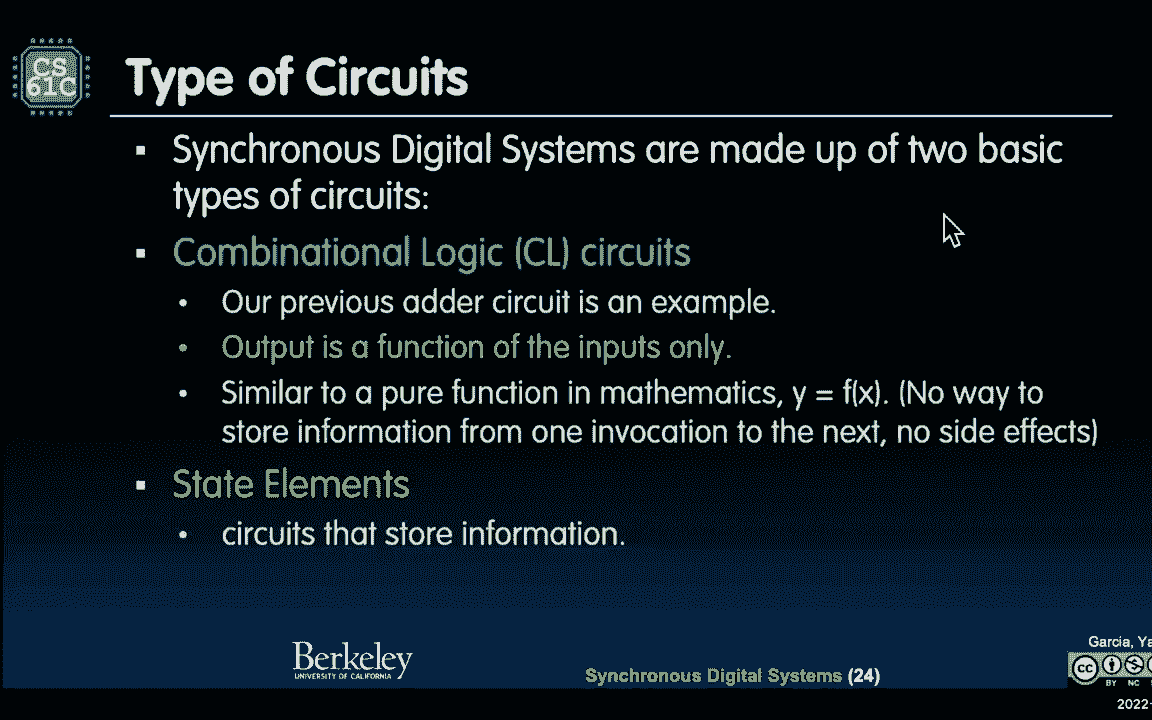 CS
61C
Type of Circuits
▪ Synchronous Digital Systems are made up of two basic
types of circuits:
▪ Combinational Logic (CL) circuits
• Our previous adder circuit is an example.
• Output is a function of the inputs only.
• Similar to a pure function in mathematics, y = f(x). (No way to
store information from one invocation to the next, no side effects)
▪ State Elements
• circuits that store information.
Berkeley
UNIVERSITY OF CALIFORNIA
Synchronous Digital Systems (24)
Garcia, Ya
cc
BY NC
2022-